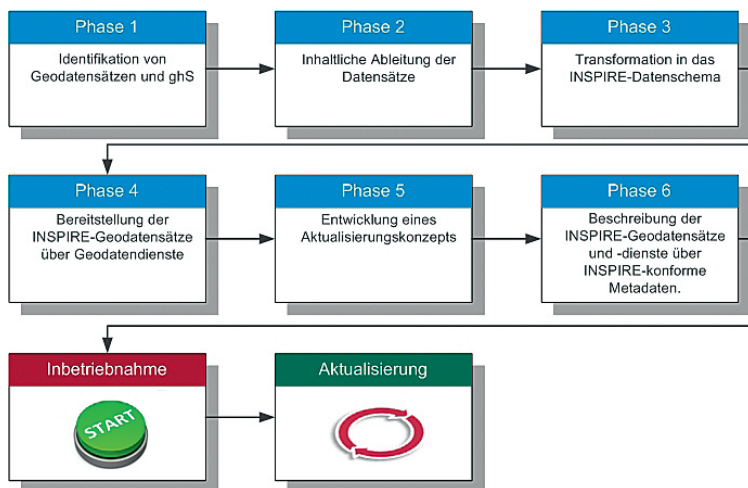 Phase 1
Identifikation von
Geodatensätzen und ghS
Phase 2
Inhaltliche Ableitung der
Datensätze
Phase 3
Transformation in das
INSPIRE-Datenschema
Phase 4
Bereitstellung der
INSPIRE-Geodatensätze
über Geodatendienste
Phase 5
Entwicklung eines
Aktualisierungskonzepts
Phase 6
Beschreibung der
INSPIRE-Geodatensätze
und -dienste über
INSPIRE-konforme
Metadaten.
Inbetriebnahme
START
Aktualisierung